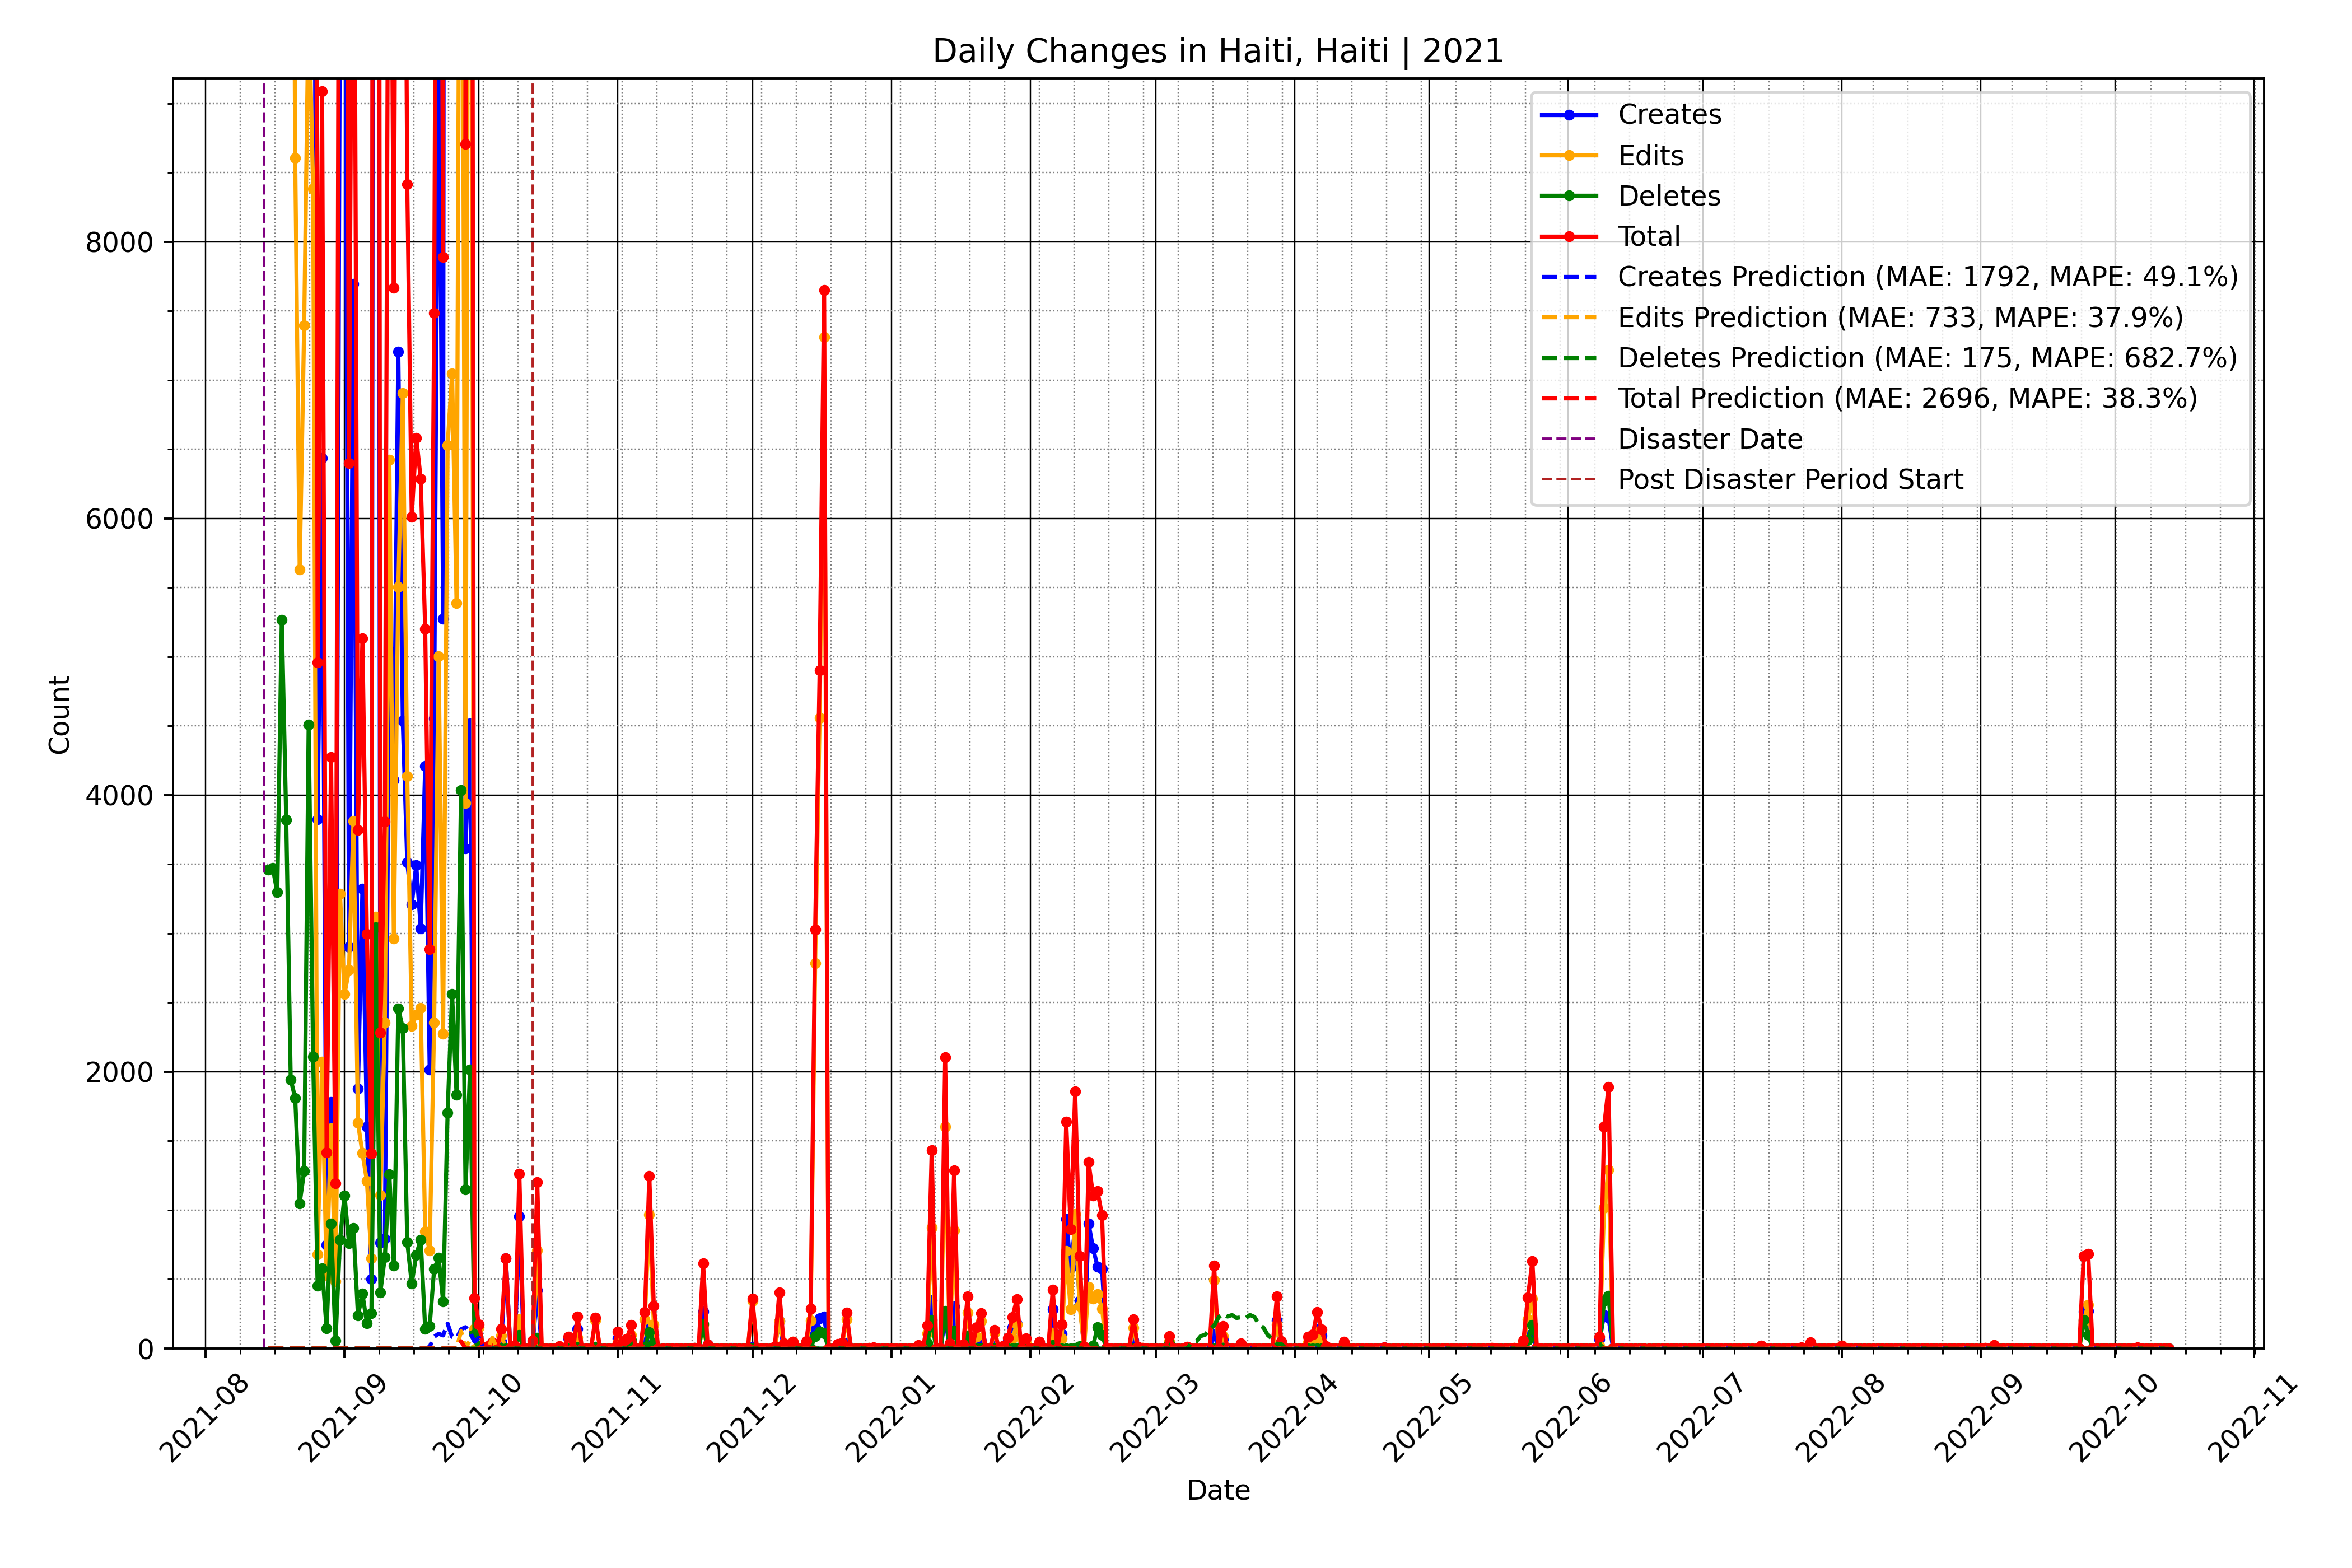 Daily Changes in Haiti, Haiti | 2021
Creates
Edits
Deletes
Total
Creates Prediction (MAE: 1792, MAPE: 49.1%)
Edits Prediction (MAE: 733, MAPE: 37.9%)
Deletes Prediction (MAE: 175, MAPE: 682.7%)
Total Prediction (MAE: 2696, MAPE: 38.3%)
Disaster Date
Post Disaster Period Start
Count
8000
6000
4000
2000
0
2021-08
2021-09
2021-10
2021-11
2021-12
2022-01
2022-02
2022-03
2022-04
2022-05
2022-06
2022-07
2022-08
2022-09
2022-10
2022-11
Date